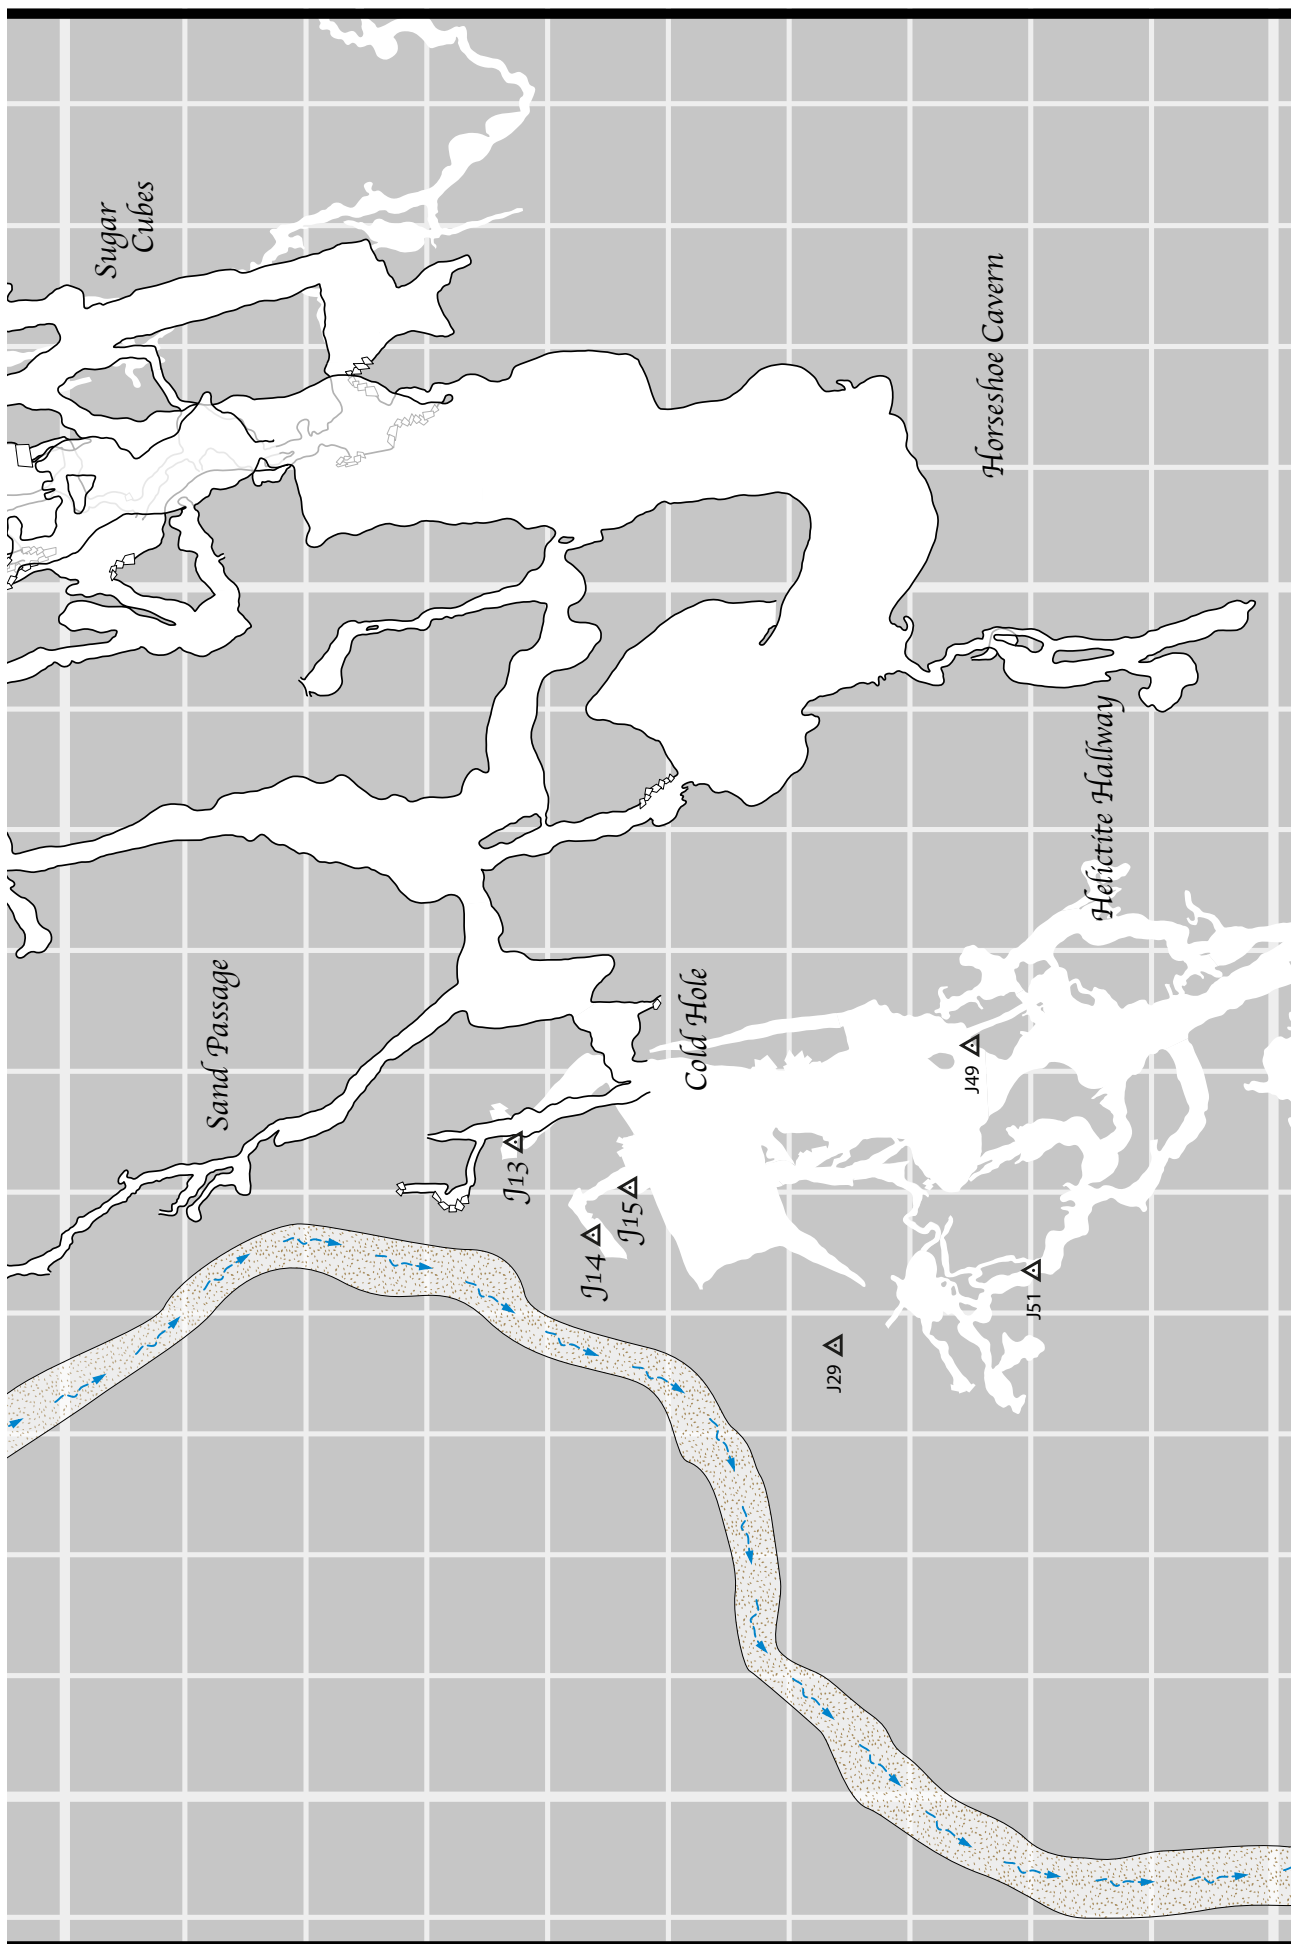 Sugar
Cubes
Horseshoe Cavern
Helictite Hallway
Sand Passage
Cold Hole
J49
J13
J15
J14
J51
J29